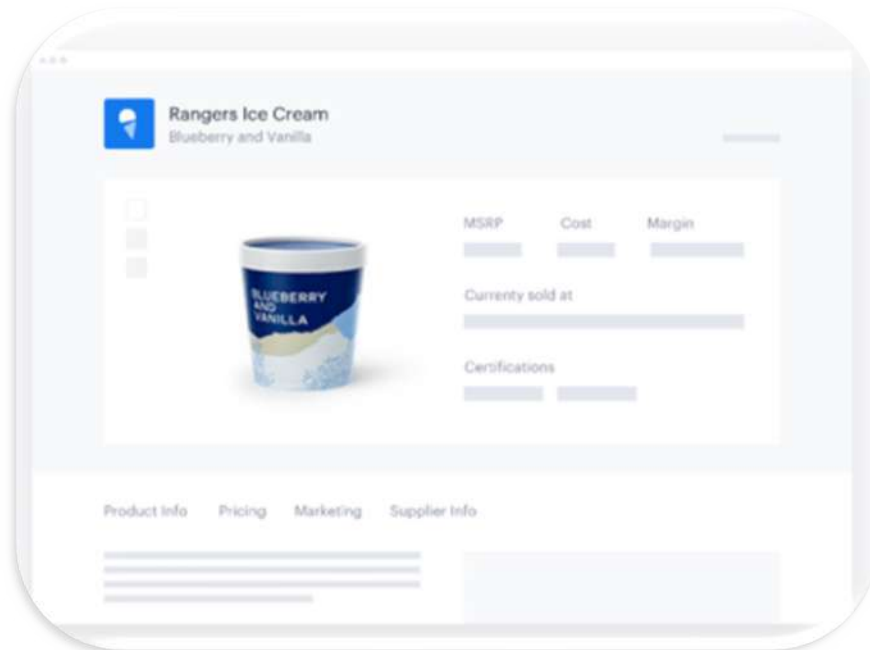 Rangers Ice Cream
Blueberry and Vanilla
BLUEBERRY
AND
VANILLA
MSRP Cost Margin
Currenty sold at
Certifications
Product Info Pricing Marketing Supplier Info